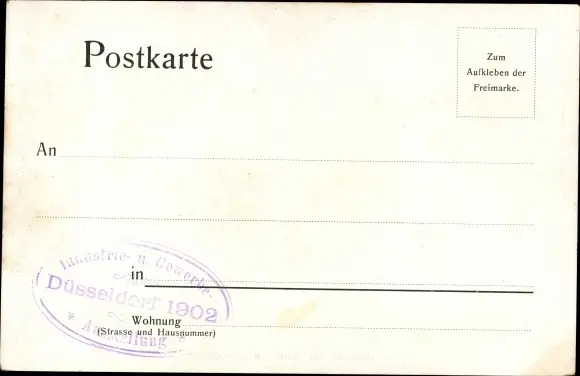 Postkarte
Zum
Aufkleben der
Freimarke.
An
Industrie- u. Gewerbe-
in
Düsseldorf 1902
Wohnung
(Strasse und Hausnummer)
* Ausstellung *